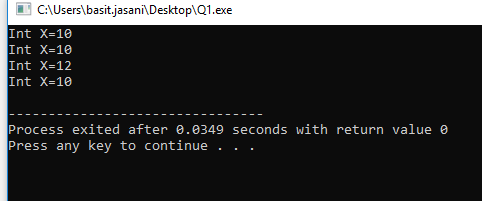 C:\Users\basit.jasani\Desktop\Q1.exe
Int X=10
Int X=10
Int X=12
Int X=10
--------------------------------
Process exited after 0.0349 seconds with return value 0
Press any key to continue . . .